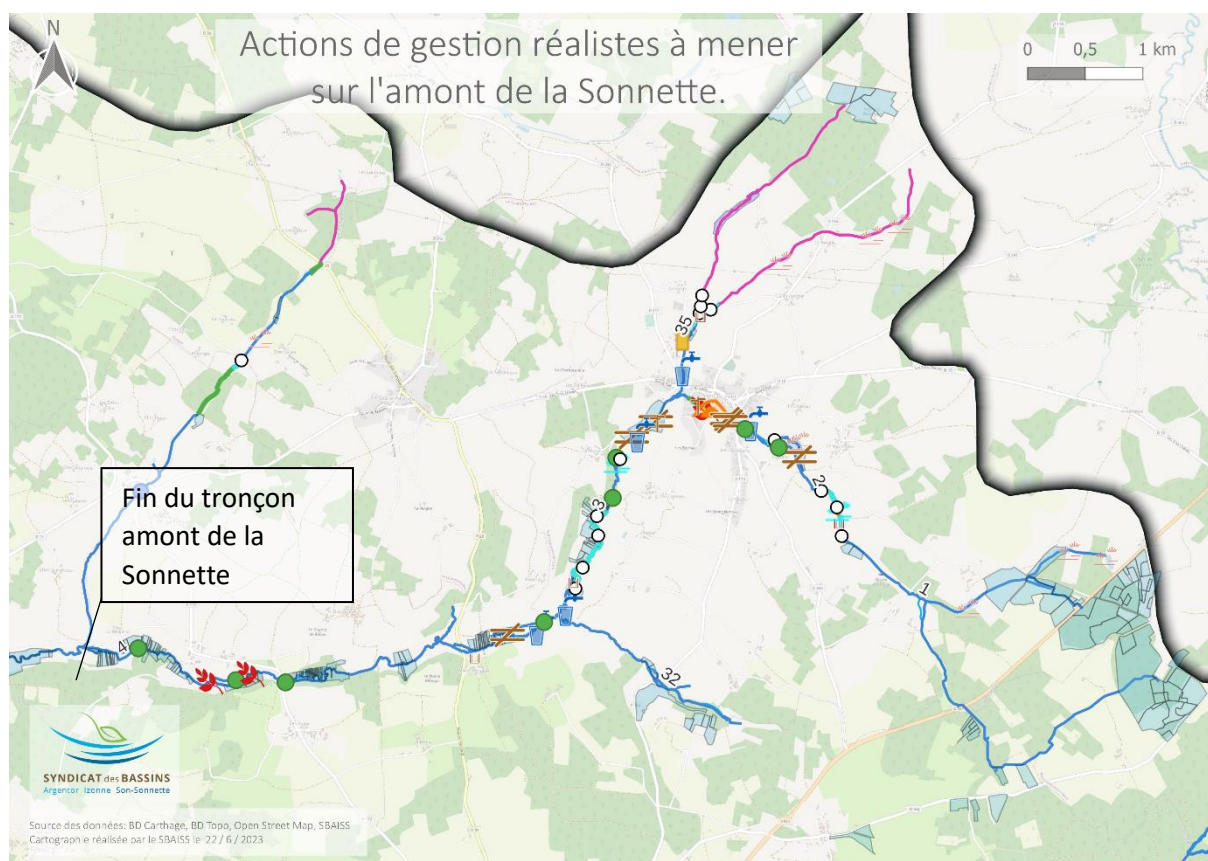 Actions de gestion réalistes à mener
sur l'amont de la Sonnette.
N
0 0,5 1 km
35
2
3
1
Fin du tronçon
amont de la
Sonnette
4
32
SYNDICAT des BASSINS
Argentor Izonne Son-Sonnette
Source des données: BD Carthage, BD Topo, Open Street Map, SBAISS
Cartographie réalisée par le SBAISS le 22 / 6 / 2023